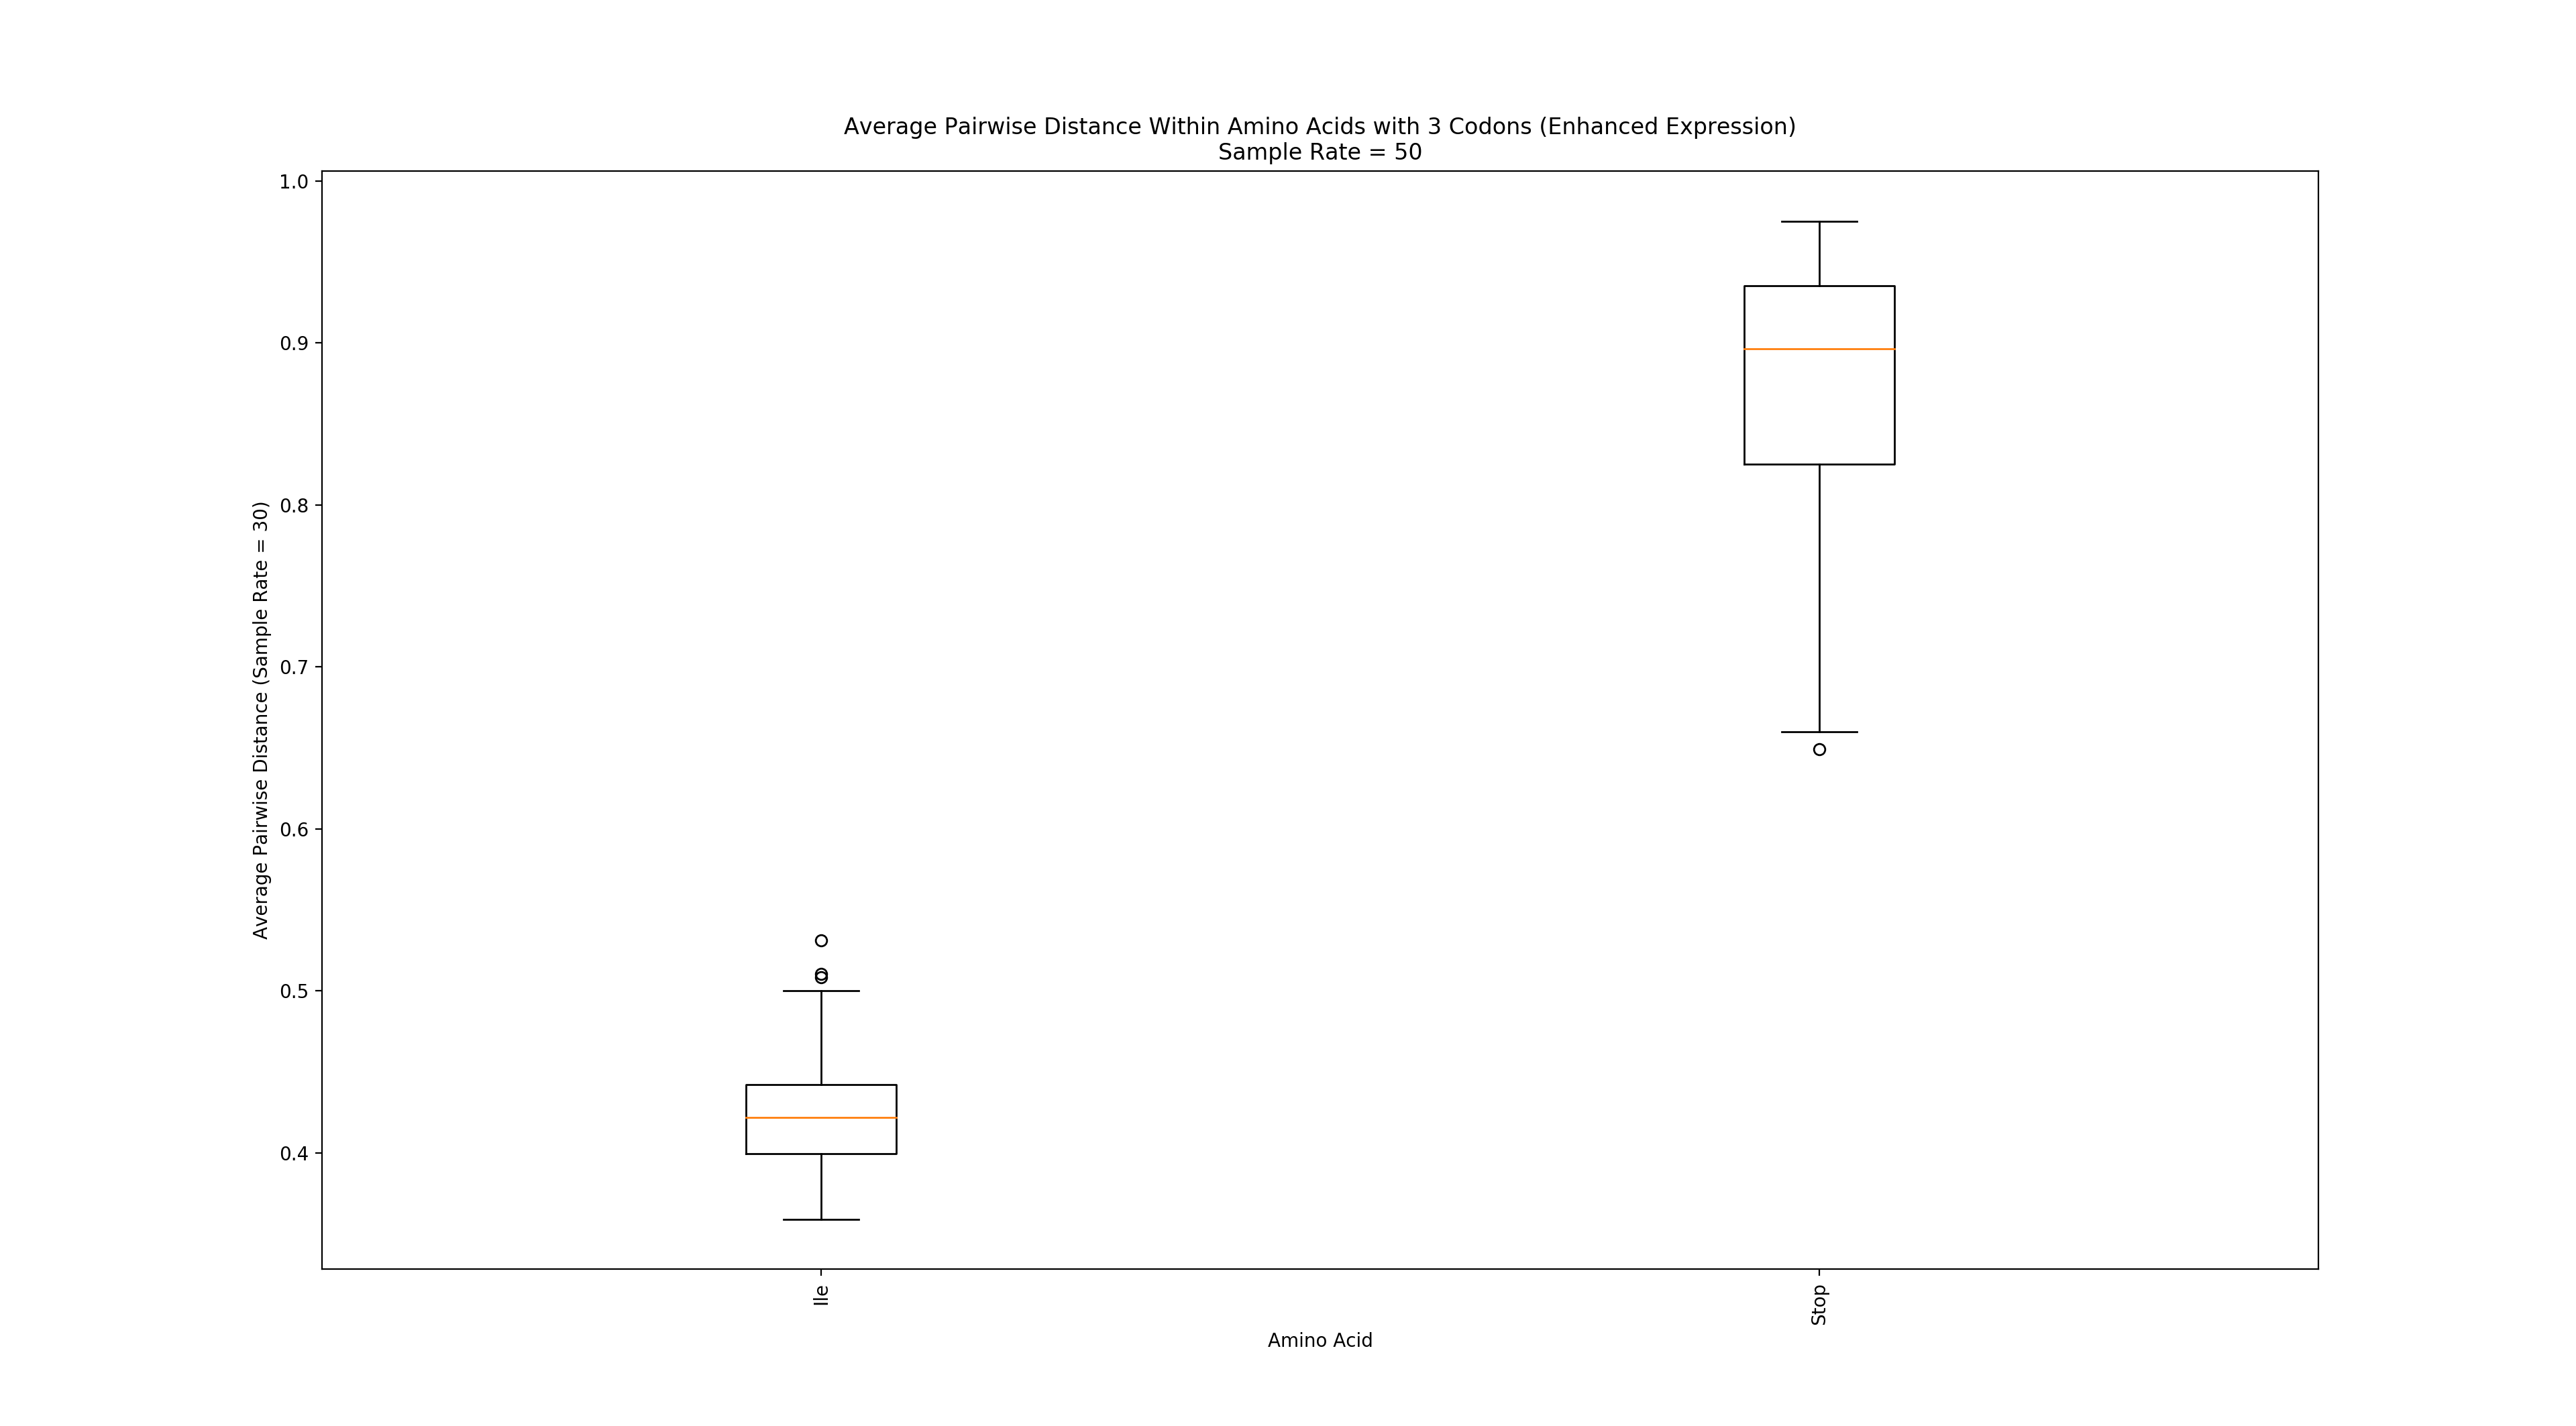 Average Pairwise Distance Within Amino Acids with 3 Codons (Enhanced Expression)
Sample Rate = 50
1.0
0.9
0.8
0.7
0.6
0.5
0.4
Average Pairwise Distance (Sample Rate = 30)
Ile
Stop
Amino Acid